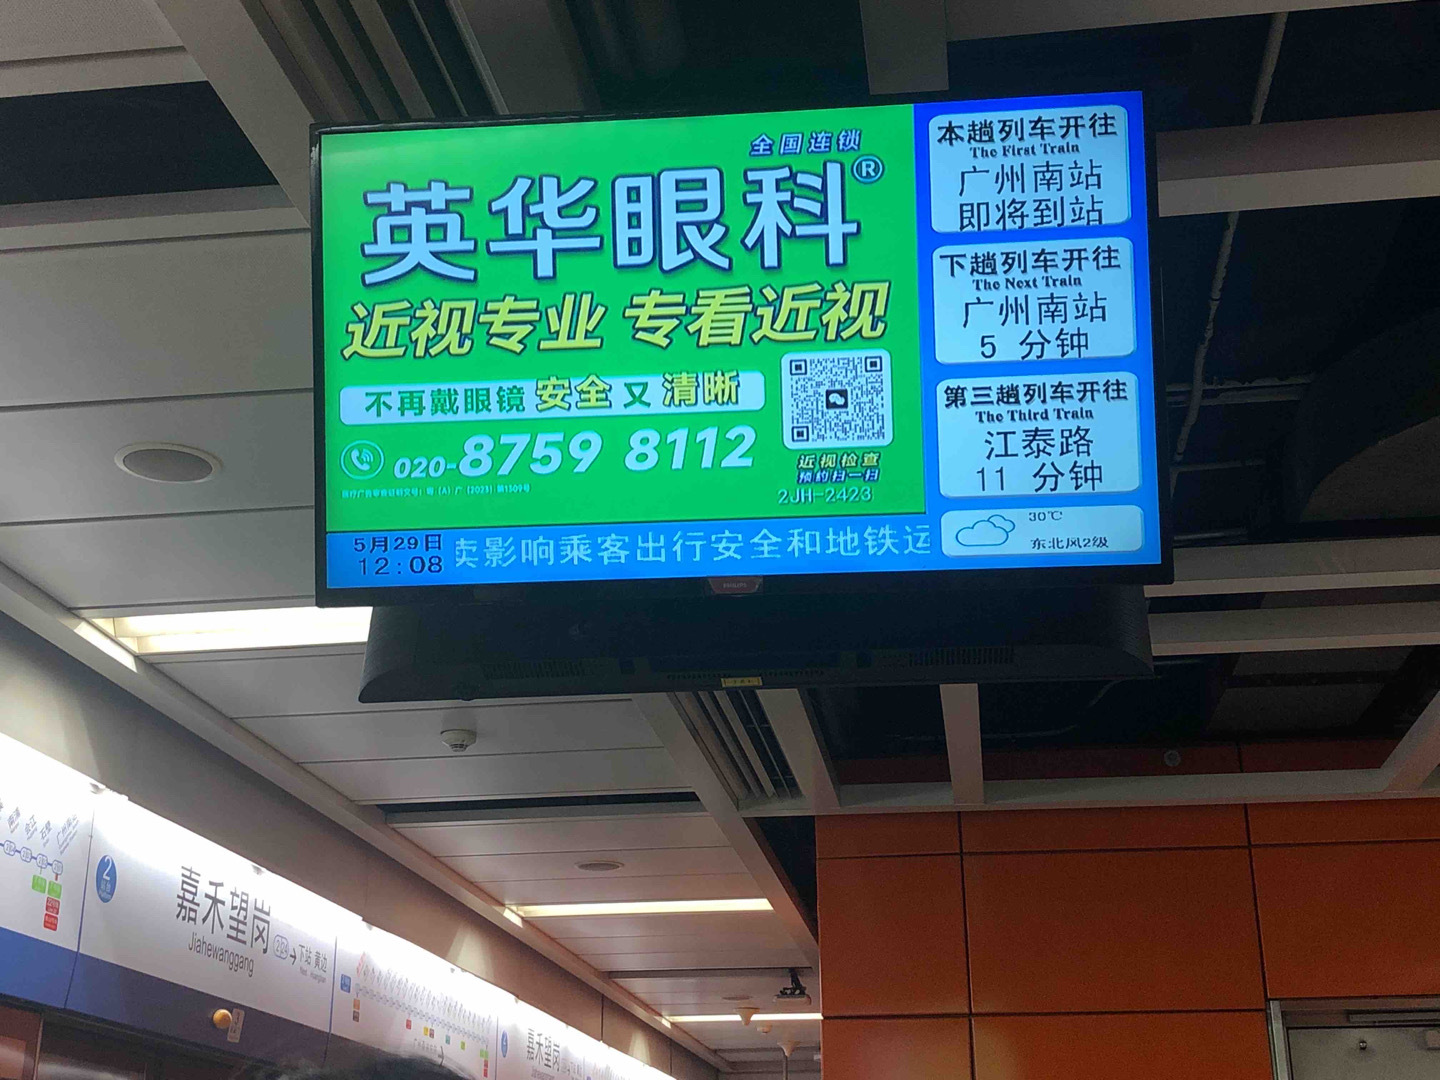 全国连锁
英华眼科®
近视专业 专看近视
不再戴眼镜 安全 又 清晰
020-8759 8112
近视检查
预约扫一扫
2JH-2423
5月29日
12:08
卖影响乘客出行安全和地铁运
本趟列车开往
The First Train
广州南站
即将到站
下趟列车开往
The Next Train
广州南站
5 分钟
第三趟列车开往
The Third Train
江泰路
11 分钟
30℃
东北风2级
PHILIPS
2
嘉禾望岗
Jiahewanggang
下站 黄边
嘉禾望岗